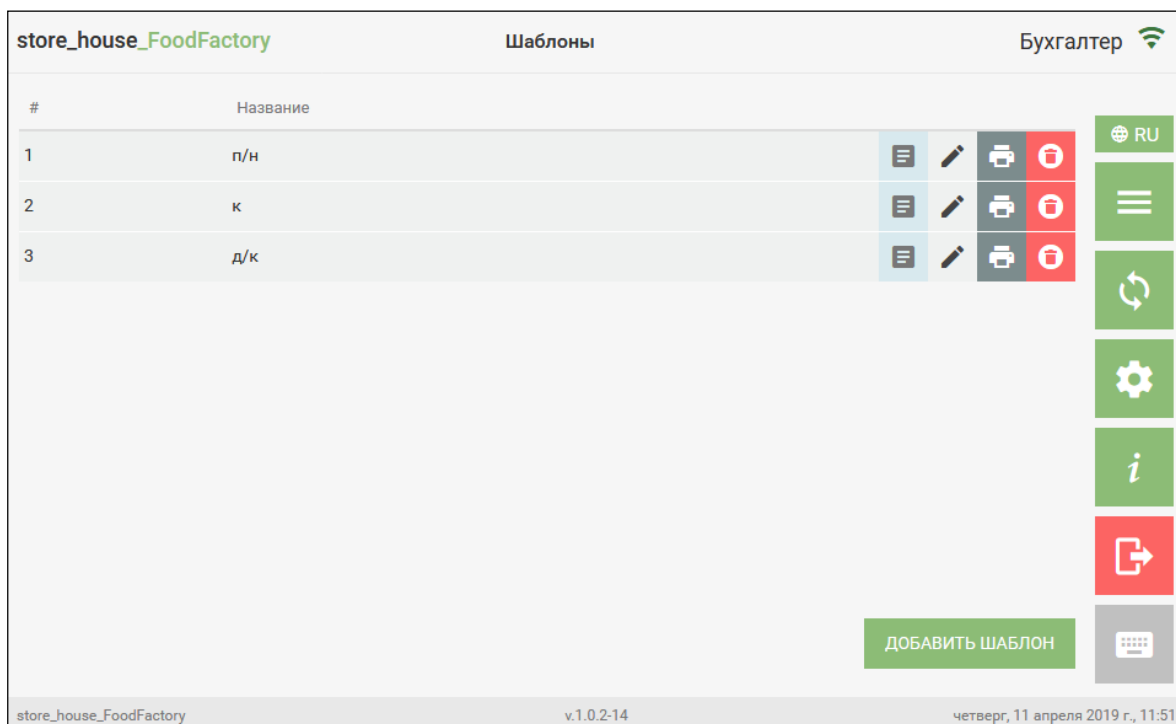 store_house_FoodFactory Шаблоны Бухгалтер
# Название
RU
1 п/н
2 к
3 д/к
i
ДОБАВИТЬ ШАБЛОН
store_house_FoodFactory v.1.0.2-14 четверг, 11 апреля 2019 г., 11:51